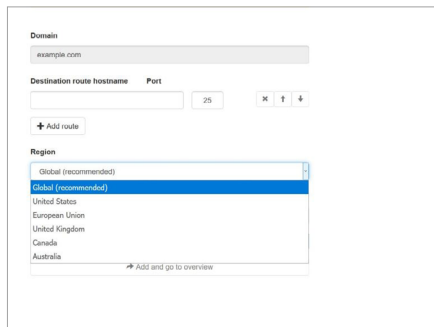 Domain
example.com
Destination route hostname Port
25
Add route
Region
Global (recommended)
Global (recommended)
United States
European Union
United Kingdom
Canada
Australia
Add and go to overview